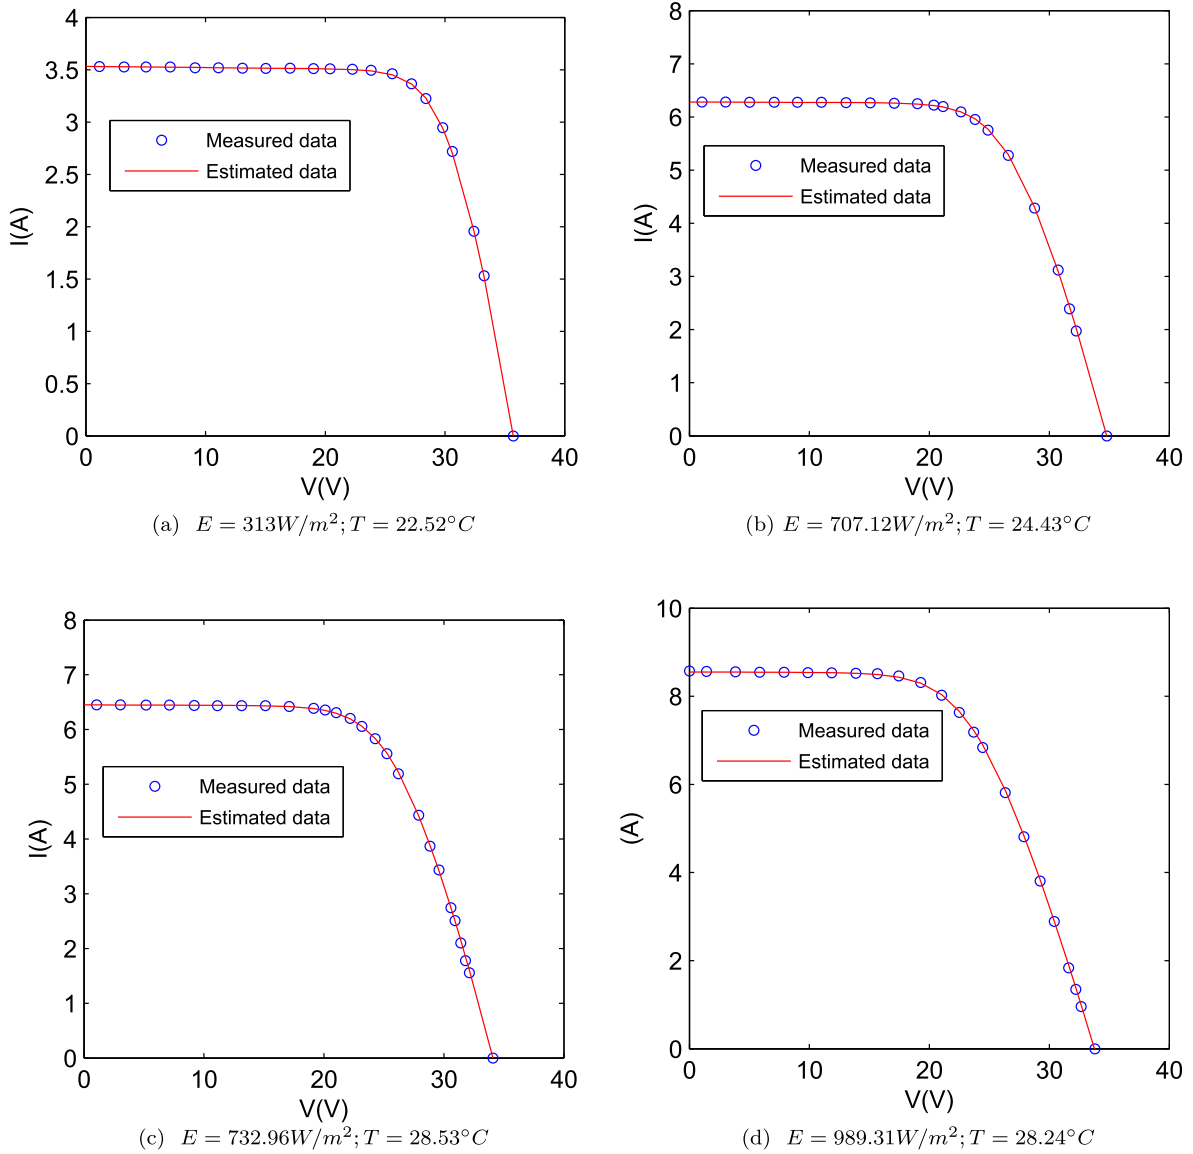 4
3.5
3
2.5
2
1.5
1
0.5
0
I(A)
Measured data
Estimated data
0 10 20 30 40
V(V)
(a) E = 313W/m²; T = 22.52°C
8
7
6
5
4
3
2
1
0
I(A)
Measured data
Estimated data
0 10 20 30 40
V(V)
(b) E = 707.12W/m²; T = 24.43°C
8
7
6
5
4
3
2
1
0
I(A)
Measured data
Estimated data
0 10 20 30 40
V(V)
(c) E = 732.96W/m²; T = 28.53°C
10
8
6
4
2
0
(A)
Measured data
Estimated data
0 10 20 30 40
V(V)
(d) E = 989.31W/m²; T = 28.24°C